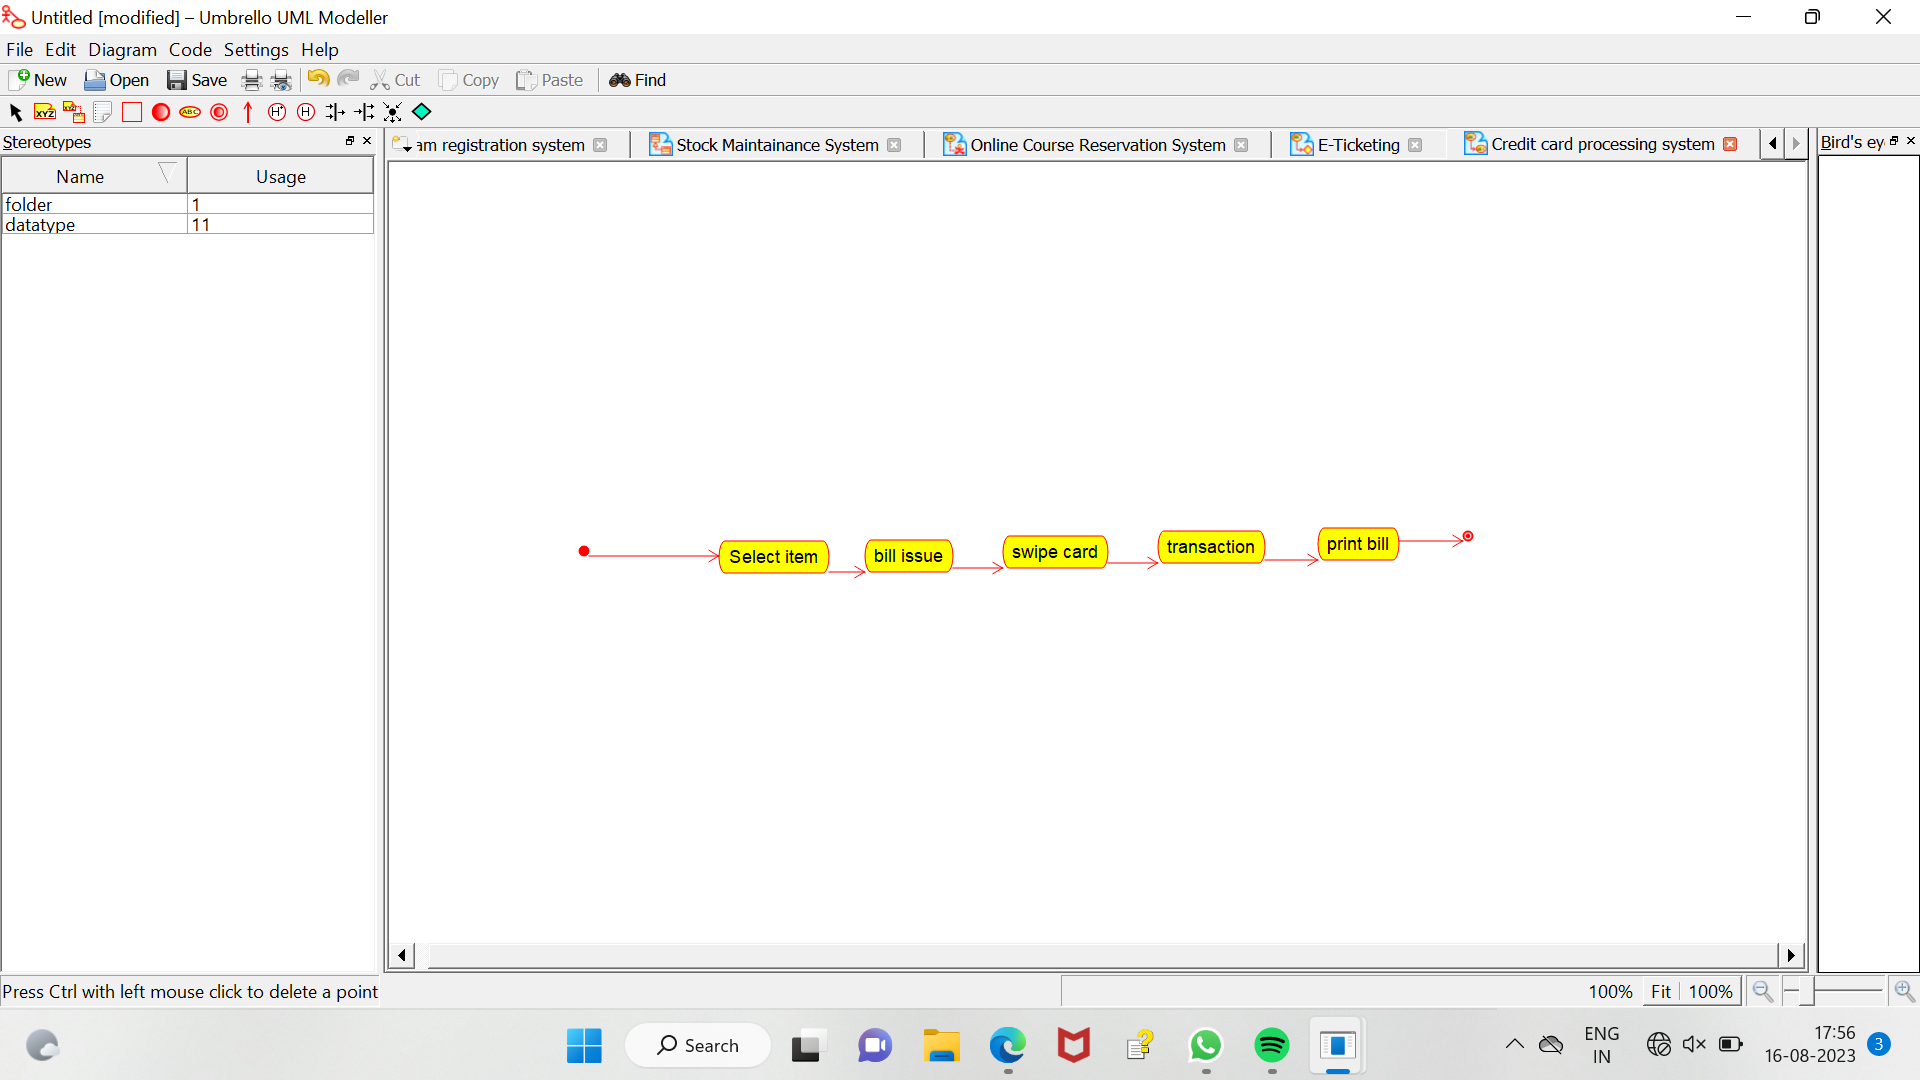 Untitled [modified] – Umbrello UML Modeller
File Edit Diagram Code Settings Help
New Open Save Cut Copy Paste Find
XYZ XYZ ABC H* H
Stereotypes
am registration system Stock Maintainance System Online Course Reservation System E-Ticketing Credit card processing system
Bird's ey
Name Usage
folder 1
datatype 11
Select item bill issue swipe card transaction print bill
Press Ctrl with left mouse click to delete a point
100% Fit 100%
Search
ENG
IN
17:56
16-08-2023
3